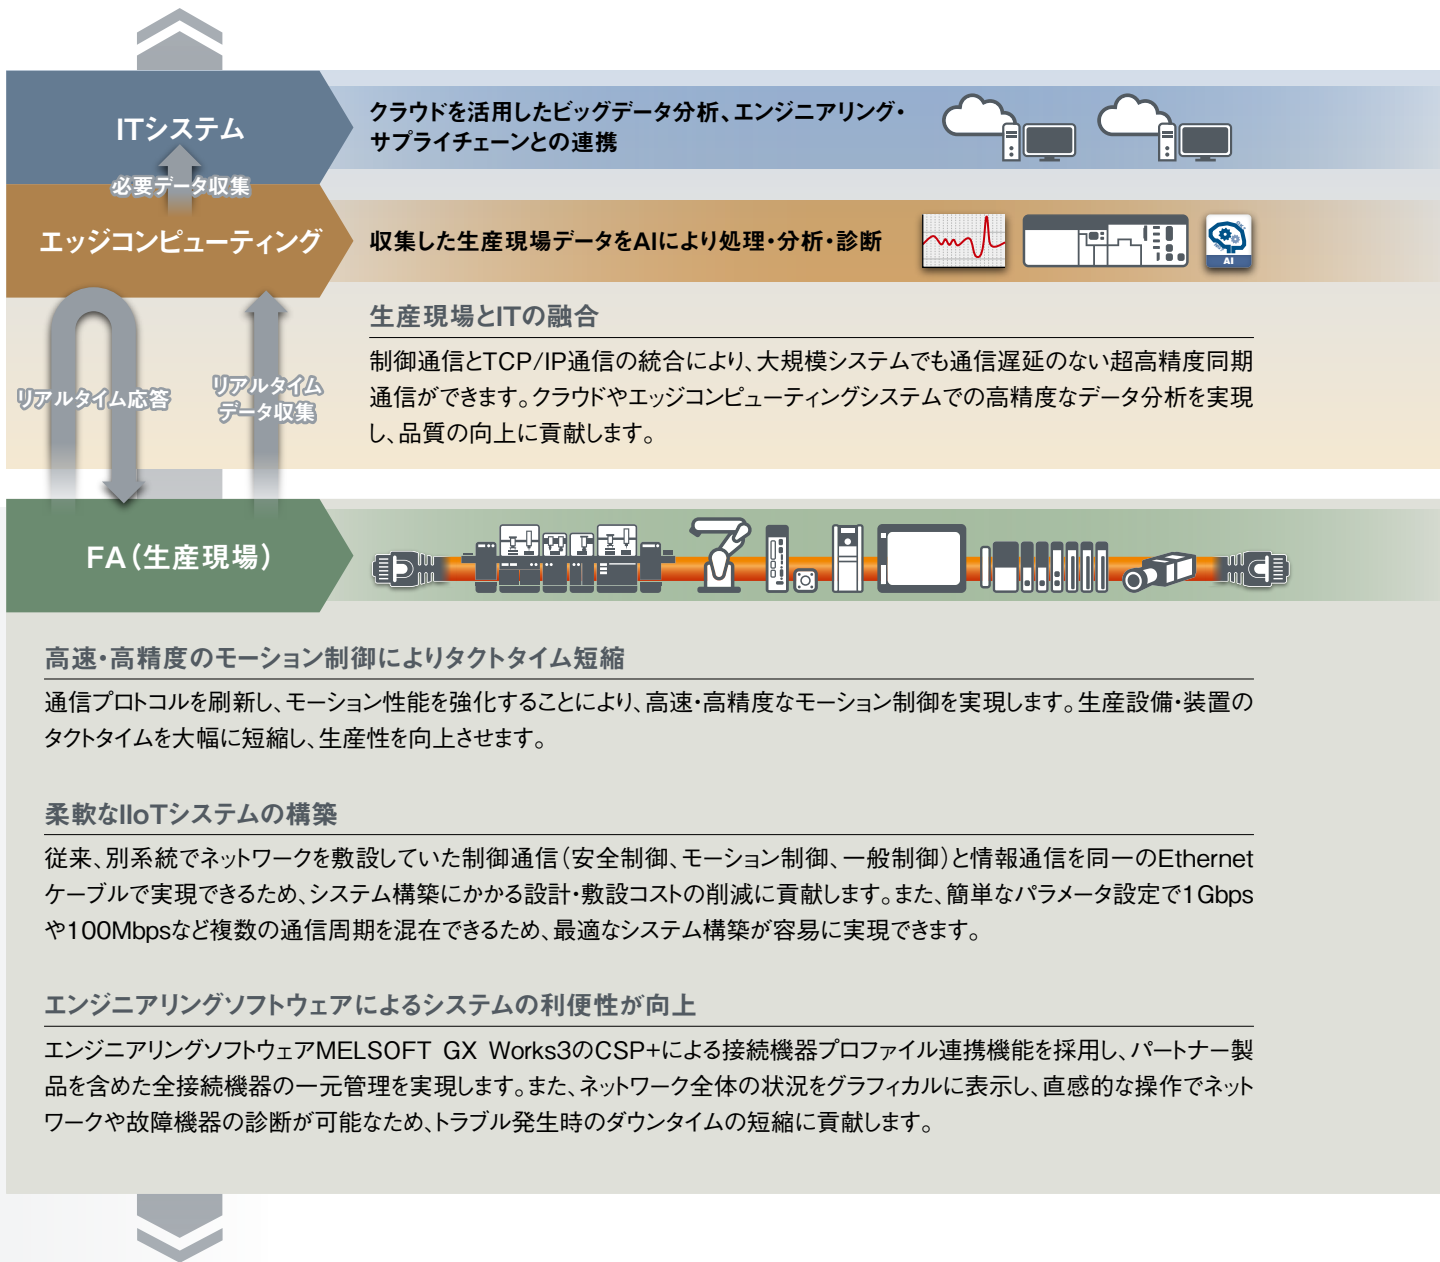 ITシステム
クラウドを活用したビッグデータ分析、エンジニアリング・
サプライチェーンとの連携
必要データ収集
エッジコンピューティング
収集した生産現場データをAIにより処理・分析・診断
AI
生産現場とITの融合
制御通信とTCP/IP通信の統合により、大規模システムでも通信遅延のない超高精度同期
通信ができます。クラウドやエッジコンピューティングシステムでの高精度なデータ分析を実現
し、品質の向上に貢献します。
リアルタイム応答
リアルタイム
データ収集
FA（生産現場）
高速・高精度のモーション制御によりタクトタイム短縮
通信プロトコルを刷新し、モーション性能を強化することにより、高速・高精度なモーション制御を実現します。生産設備・装置の
タクトタイムを大幅に短縮し、生産性を向上させます。
柔軟なIIoTシステムの構築
従来、別系統でネットワークを敷設していた制御通信（安全制御、モーション制御、一般制御）と情報通信を同一のEthernet
ケーブルで実現できるため、システム構築にかかる設計・敷設コストの削減に貢献します。また、簡単なパラメータ設定で1Gbps
や100Mbpsなど複数の通信周期を混在できるため、最適なシステム構築が容易に実現できます。
エンジニアリングソフトウェアによるシステムの利便性が向上
エンジニアリングソフトウェアMELSOFT GX Works3のCSP+による接続機器プロファイル連携機能を採用し、パートナー製
品を含めた全接続機器の一元管理を実現します。また、ネットワーク全体の状況をグラフィカルに表示し、直感的な操作でネット
ワークや故障機器の診断が可能なため、トラブル発生時のダウンタイムの短縮に貢献します。